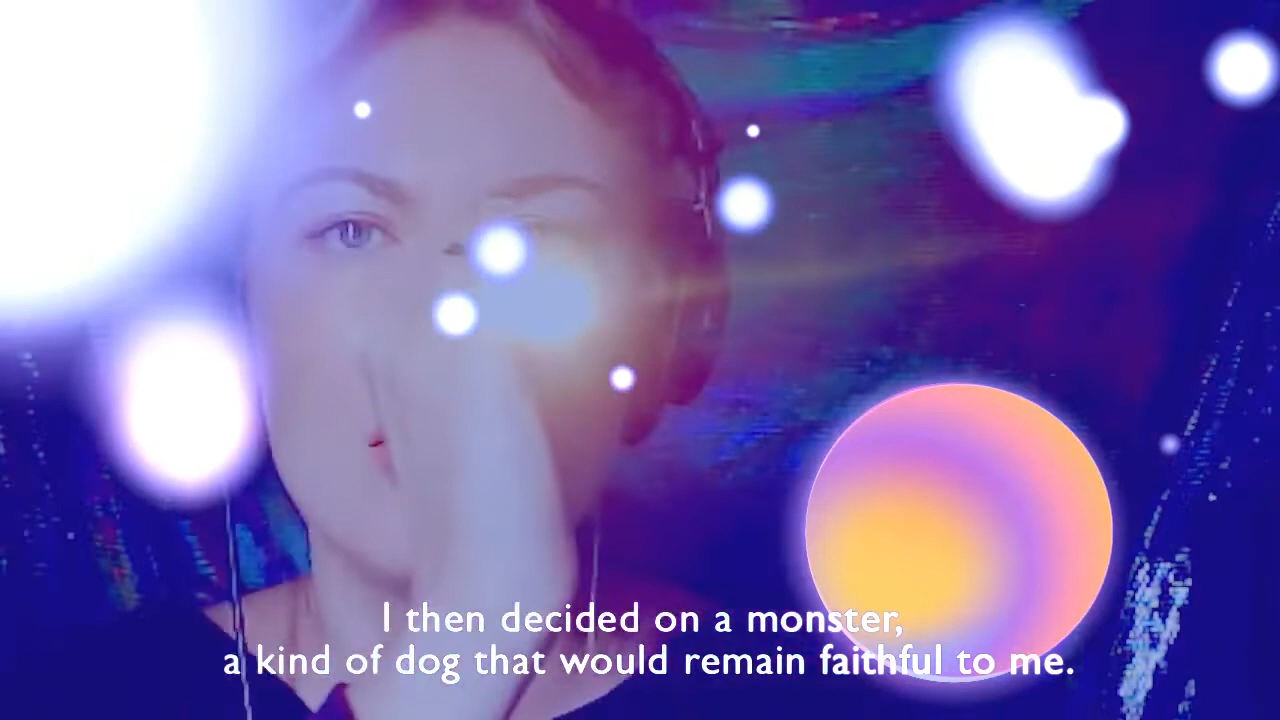 I then decided on a monster,
a kind of dog that would remain faithful to me.